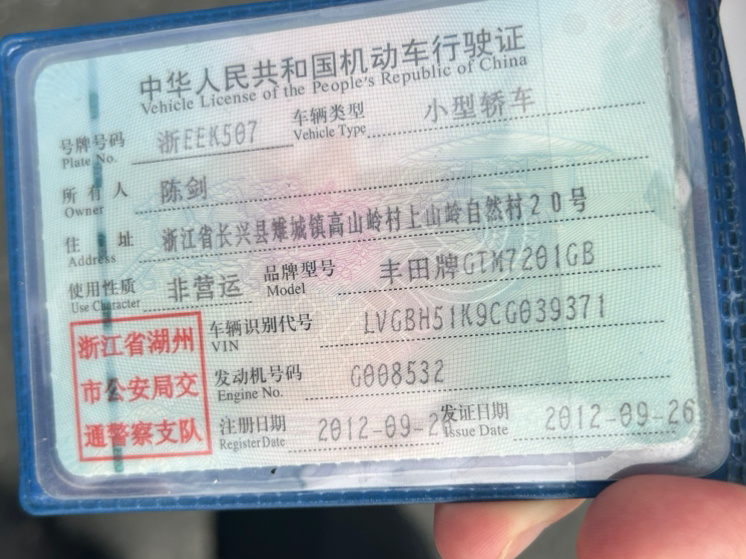 中华人民共和国机动车行驶证
Vehicle License of the People's Republic of China
号牌号码 浙EEK507 车辆类型 小型轿车
Plate No. Vehicle Type
所有人 陈剑
Owner
住址 浙江省长兴县雉城镇高山岭村上山岭自然村20号
Address
使用性质 非营运 品牌型号 丰田牌GTM7201GB
Use Character Model
车辆识别代号 LVGBH51K9CG039371
VIN
发动机号码 G008532
Engine No.
注册日期 2012-09-26 发证日期 2012-09-26
Register Date Issue Date
浙江省湖州
市公安局交
通警察支队